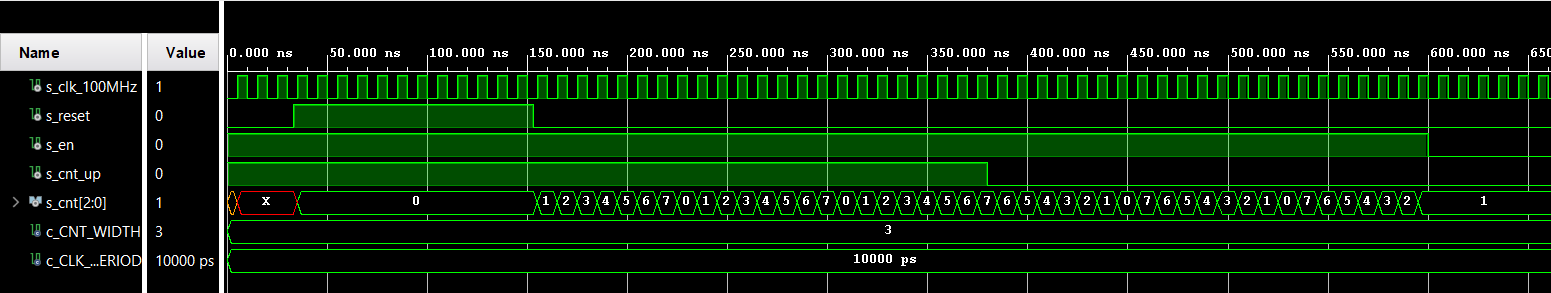 Name Value
0.000 ns 50.000 ns 100.000 ns 150.000 ns 200.000 ns 250.000 ns 300.000 ns 350.000 ns 400.000 ns 450.000 ns 500.000 ns 550.000 ns 600.000 ns 650
s_clk_100MHz 1
s_reset 0
s_en 0
s_cnt_up 0
s_cnt[2:0] 1 X 0 1 2 3 4 5 6 7 0 1 2 3 4 5 6 7 0 1 2 3 4 5 6 7 6 5 4 3 2 1 0 7 6 5 4 3 2 1 0 7 6 5 4 3 2 1
c_CNT_WIDTH 3 3
c_CLK_...ERIOD 10000 ps 10000 ps